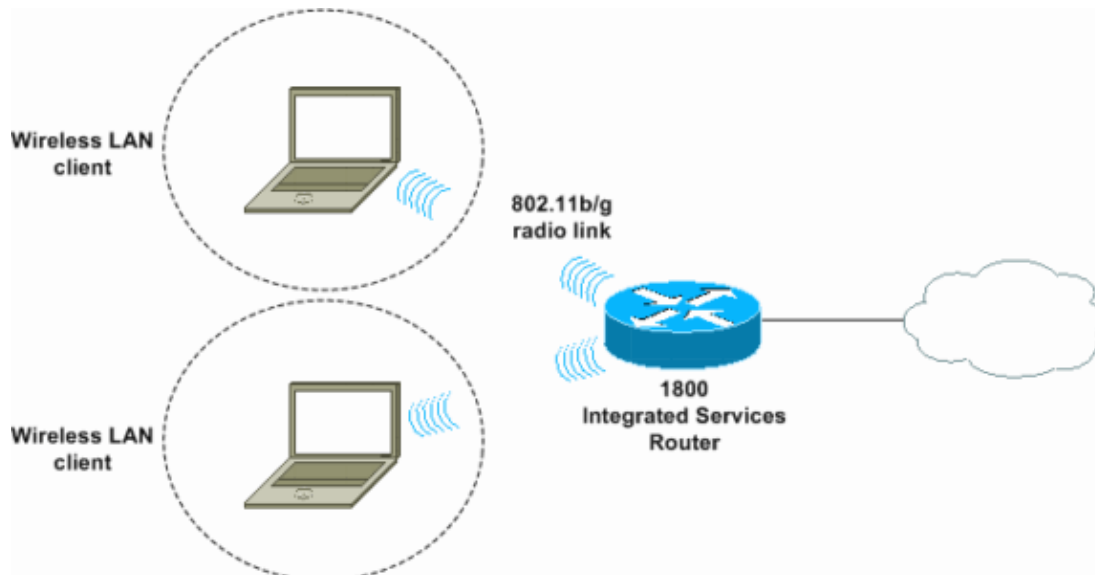 Wireless LAN
client
802.11b/g
radio link
1800
Integrated Services
Router
Wireless LAN
client